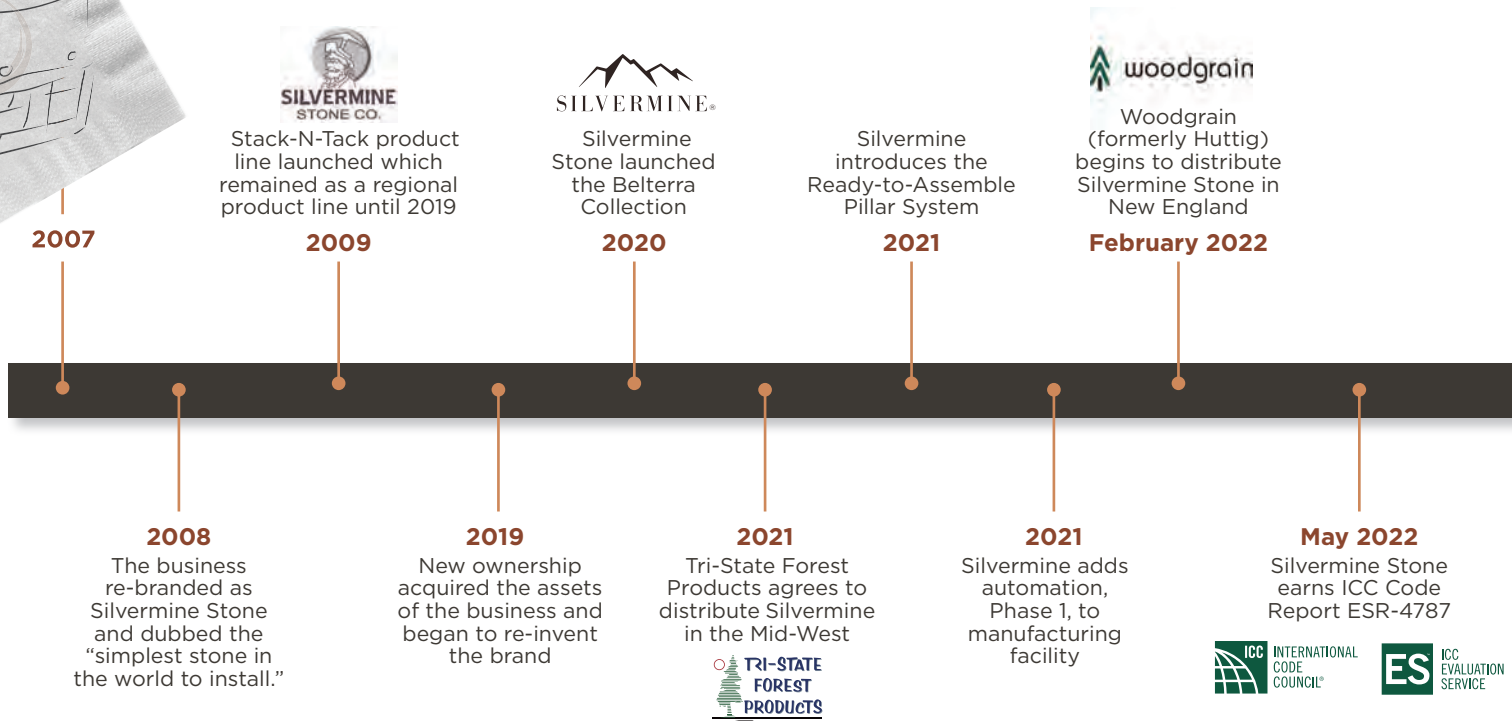 SILVERMINE
STONE CO.
Stack-N-Tack product
line launched which
remained as a regional
product line until 2019
2009
SILVERMINE®
Silvermine
Stone launched
the Belterra
Collection
2020
Silvermine
introduces the
Ready-to-Assemble
Pillar System
2021
woodgrain
Woodgrain
(formerly Huttig)
begins to distribute
Silvermine Stone in
New England
February 2022
2007
2008
The business
re-branded as
Silvermine Stone
and dubbed the
“simplest stone in
the world to install.”
2019
New ownership
acquired the assets
of the business and
began to re-invent
the brand
2021
Tri-State Forest
Products agrees to
distribute Silvermine
in the Mid-West
TRI-STATE
FOREST
PRODUCTS
2021
Silvermine adds
automation,
Phase 1, to
manufacturing
facility
May 2022
Silvermine Stone
earns ICC Code
Report ESR-4787
ICC INTERNATIONAL
CODE
COUNCIL®
ES ICC
EVALUATION
SERVICE